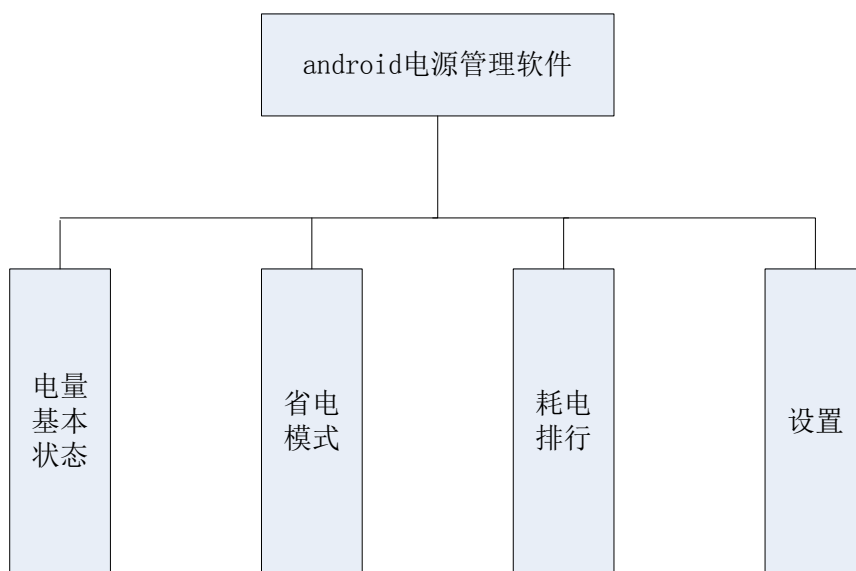 android电源管理软件
电量
基本
状态
省电
模式
耗电
排行
设置